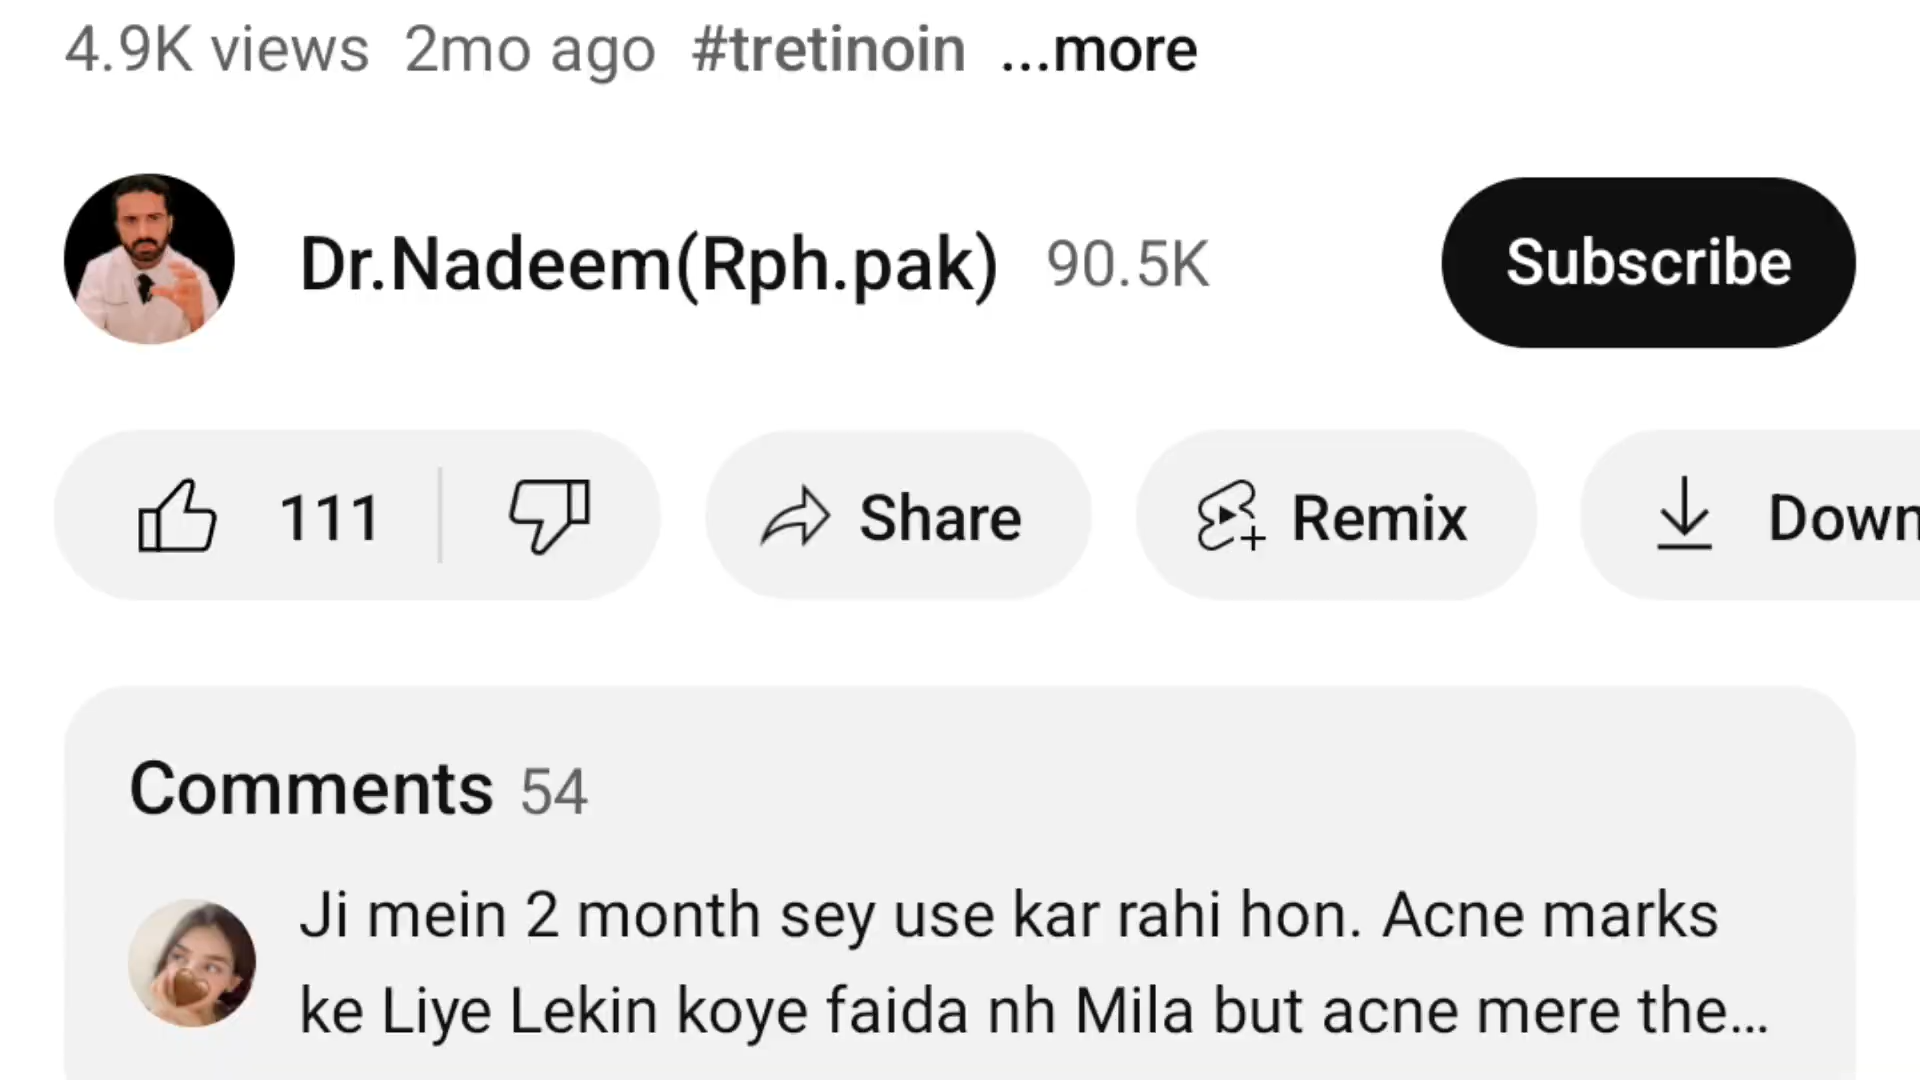 4.9K views 2mo ago #tretinoin ...more
Dr.Nadeem(Rph.pak) 90.5K Subscribe
111 Share Remix Down
Comments 54
Ji mein 2 month sey use kar rahi hon. Acne marks
ke Liye Lekin koye faida nh Mila but acne mere the...